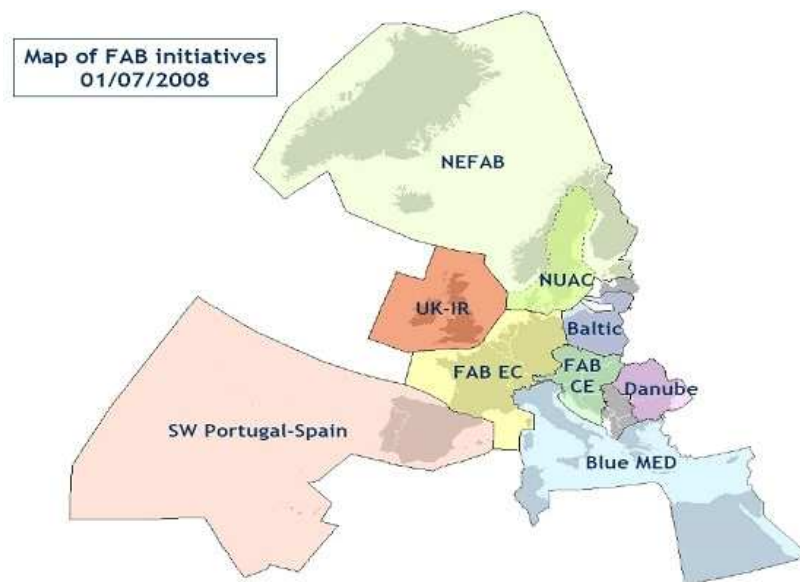 Map of FAB initiatives
01/07/2008
NEFAB
NUAC
UK-IR
Baltic
FAB EC
FAB
CE
Danube
SW Portugal-Spain
Blue MED